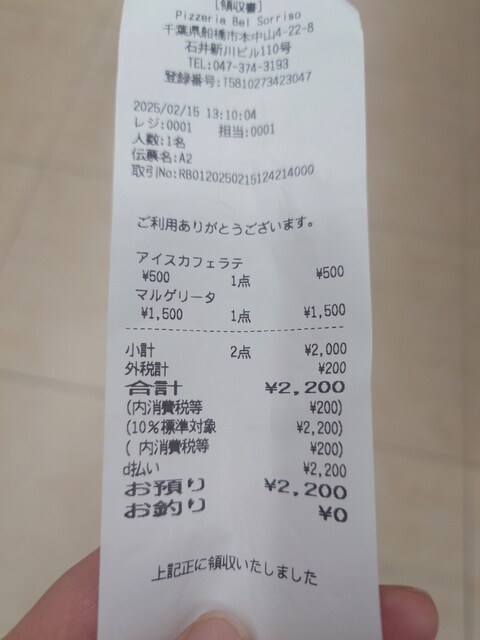 [領収書]
Pizzeria Bel Sorriso
千葉県船橋市本中山4-22-8
石井新川ビル110号
TEL:047-374-3193
登録番号:T5810273423047
2025/02/15 13:10:04
レジ:0001 担当:0001
人数:1名
伝票名:A2
取引No:RB0120250215124214000
ご利用ありがとうございます。
アイスカフェラテ
¥500 1点 ¥500
マルゲリータ
¥1,500 1点 ¥1,500
小計 2点 ¥2,000
外税計 ¥200
合計 ¥2,200
(内消費税等 ¥200)
(10%標準対象 ¥2,200)
( 内消費税等 ¥200)
d払い ¥2,200
お預り ¥2,200
お釣り ¥0
上記正に領収いたしました